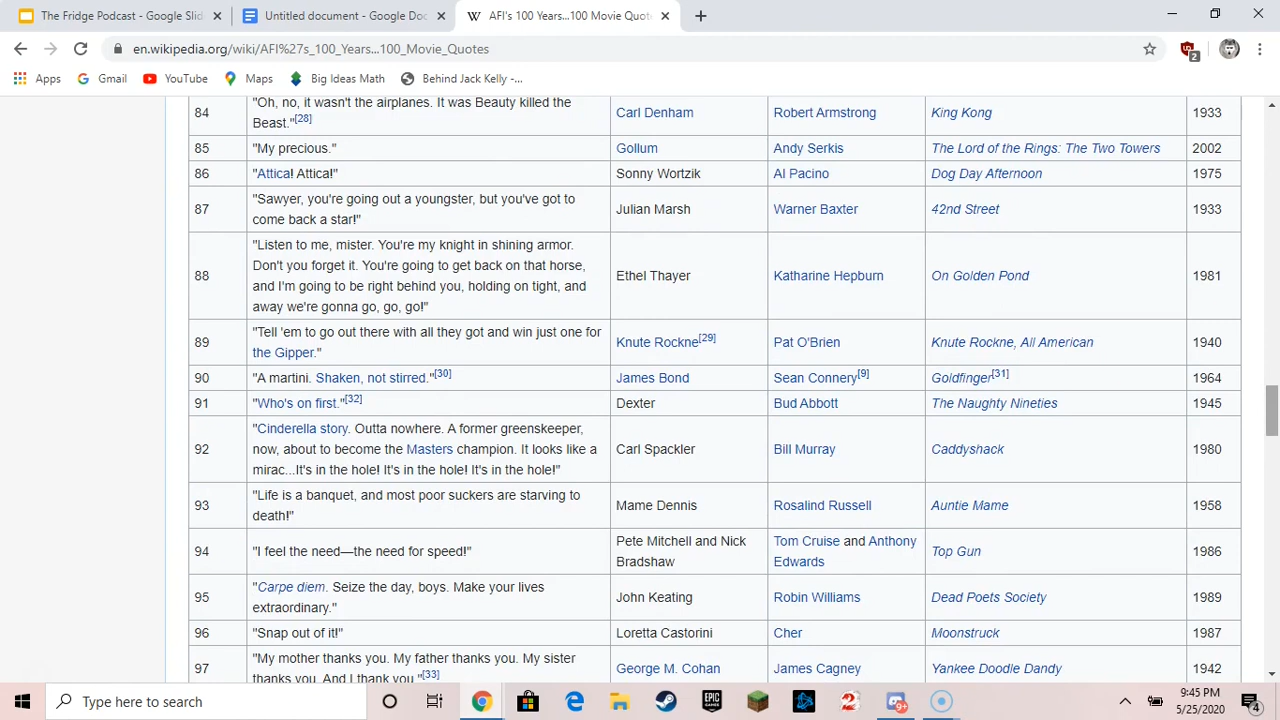 The Fridge Podcast - Google Slid
Untitled document - Google Doc
AFI's 100 Years...100 Movie Quote
en.wikipedia.org/wiki/AFI%27s_100_Years...100_Movie_Quotes
2
Apps Gmail YouTube Maps Big Ideas Math Behind Jack Kelly -...
84 "Oh, no, it wasn't the airplanes. It was Beauty killed the
Beast."[28] Carl Denham Robert Armstrong King Kong 1933
85 "My precious." Gollum Andy Serkis The Lord of the Rings: The Two Towers 2002
86 "Attica! Attica!" Sonny Wortzik Al Pacino Dog Day Afternoon 1975
87 "Sawyer, you're going out a youngster, but you've got to
come back a star!" Julian Marsh Warner Baxter 42nd Street 1933
88 "Listen to me, mister. You're my knight in shining armor.
Don't you forget it. You're going to get back on that horse,
and I'm going to be right behind you, holding on tight, and
away we're gonna go, go, go!" Ethel Thayer Katharine Hepburn On Golden Pond 1981
89 "Tell 'em to go out there with all they got and win just one for
the Gipper." Knute Rockne[29] Pat O'Brien Knute Rockne, All American 1940
90 "A martini. Shaken, not stirred."[30] James Bond Sean Connery[9] Goldfinger[31] 1964
91 "Who's on first."[32] Dexter Bud Abbott The Naughty Nineties 1945
92 "Cinderella story. Outta nowhere. A former greenskeeper,
now, about to become the Masters champion. It looks like a
mirac...It's in the hole! It's in the hole! It's in the hole!" Carl Spackler Bill Murray Caddyshack 1980
93 "Life is a banquet, and most poor suckers are starving to
death!" Mame Dennis Rosalind Russell Auntie Mame 1958
94 "I feel the need—the need for speed!" Pete Mitchell and Nick
Bradshaw Tom Cruise and Anthony
Edwards Top Gun 1986
95 "Carpe diem. Seize the day, boys. Make your lives
extraordinary." John Keating Robin Williams Dead Poets Society 1989
96 "Snap out of it!" Loretta Castorini Cher Moonstruck 1987
97 "My mother thanks you. My father thanks you. My sister
thanks you. And I thank you."[33] George M. Cohan James Cagney Yankee Doodle Dandy 1942
Type here to search
EPIC GAMES
9+
9:45 PM
5/25/2020
4